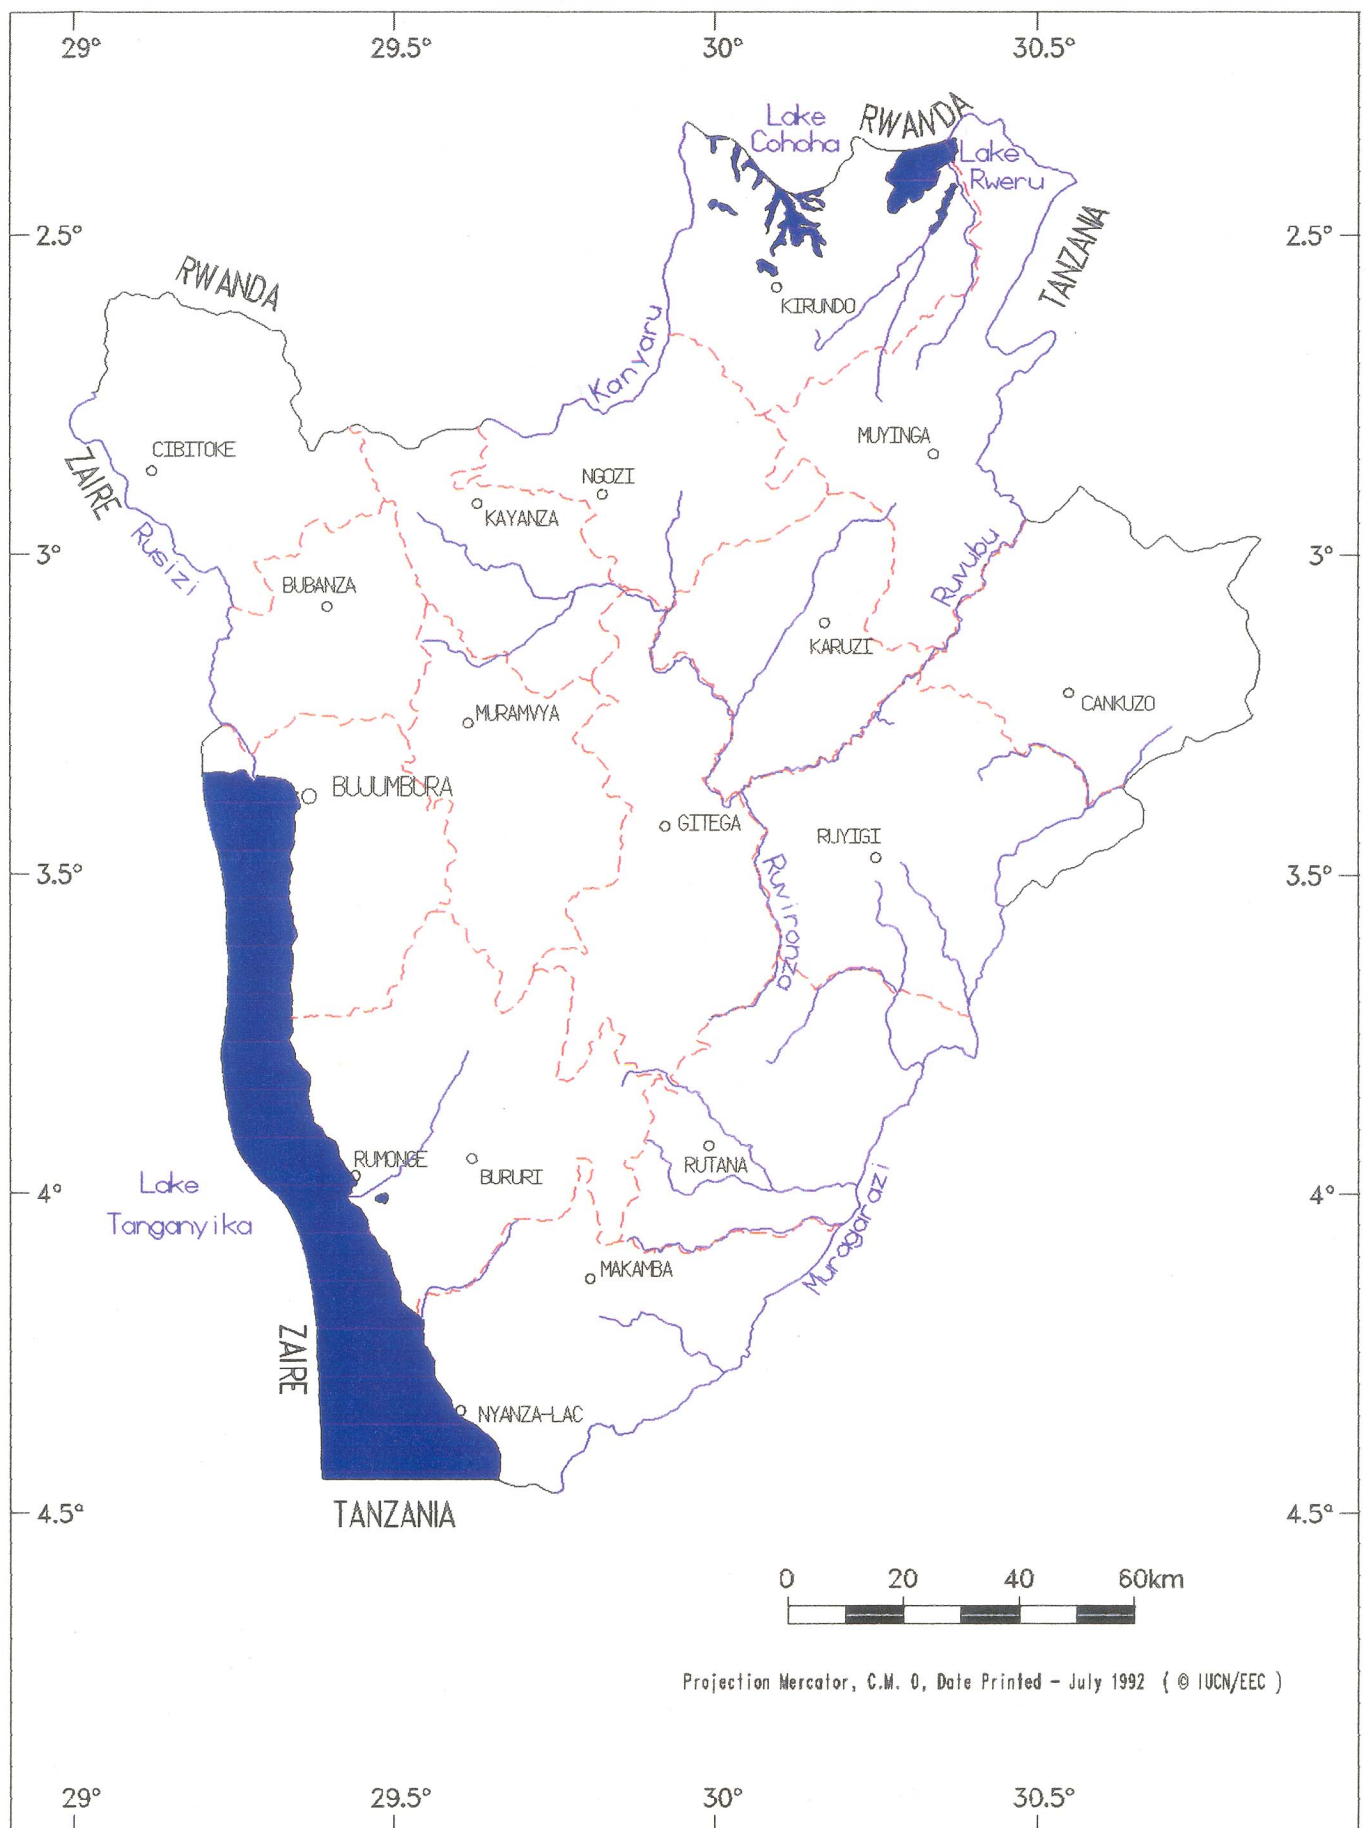 29° 29.5° 30° 30.5°
Lake
Cohoha
RWANDA
Lake
Rweru
2.5° 2.5°
TANZANIA
RWANDA
KIRUNDO
Kanyaru
MUYINGA
CIBITOKE
ZAIRE
NGOZI
KAYANZA
Rusizi
3° 3°
Ruvubu
BUBANZA
KARUZI
CANKUZO
MURAMVYA
BUJUMBURA
GITEGA
RUYIGI
3.5° 3.5°
Ruvironza
RUMONGE
BURURI
RUTANA
Lake
Tanganyika
4° 4°
Muragarazi
MAKAMBA
ZAIRE
NYANZA-LAC
TANZANIA
4.5° 4.5°
0 20 40 60km
Projection Mercator, C.M. 0, Date Printed - July 1992 ( © IUCN/EEC )
29° 29.5° 30° 30.5°